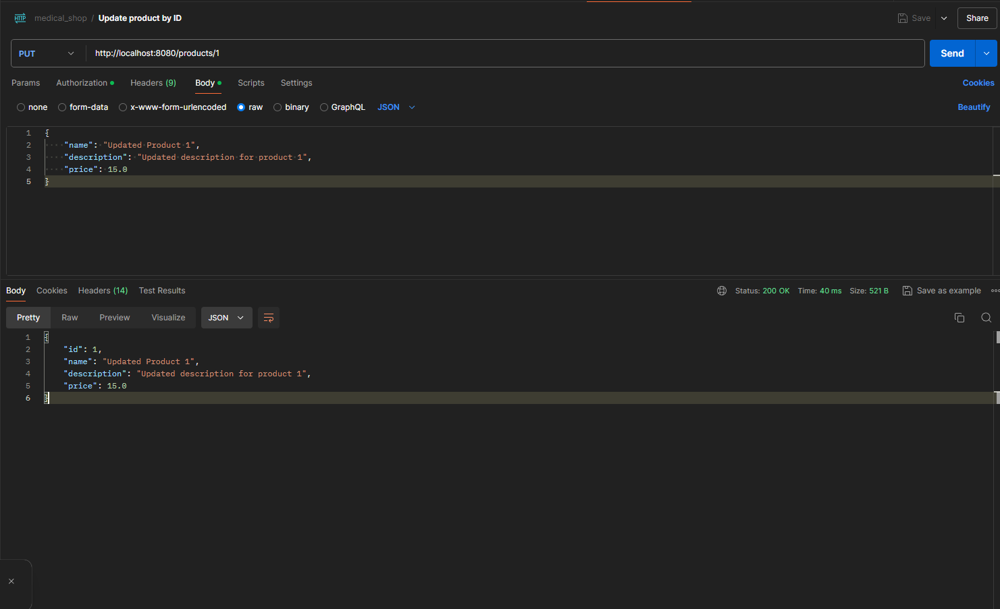 HTTP medical_shop / Update product by ID Save Share
PUT http://localhost:8080/products/1 Send
Params Authorization Headers (9) Body Scripts Settings Cookies
none form-data x-www-form-urlencoded raw binary GraphQL JSON Beautify
1 {
2 "name": "Updated Product 1",
3 "description": "Updated description for product 1",
4 "price": 15.0
5 }
Body Cookies Headers (14) Test Results Status: 200 OK Time: 40 ms Size: 521 B Save as example
Pretty Raw Preview Visualize JSON
1 {
2 "id": 1,
3 "name": "Updated Product 1",
4 "description": "Updated description for product 1",
5 "price": 15.0
6 }